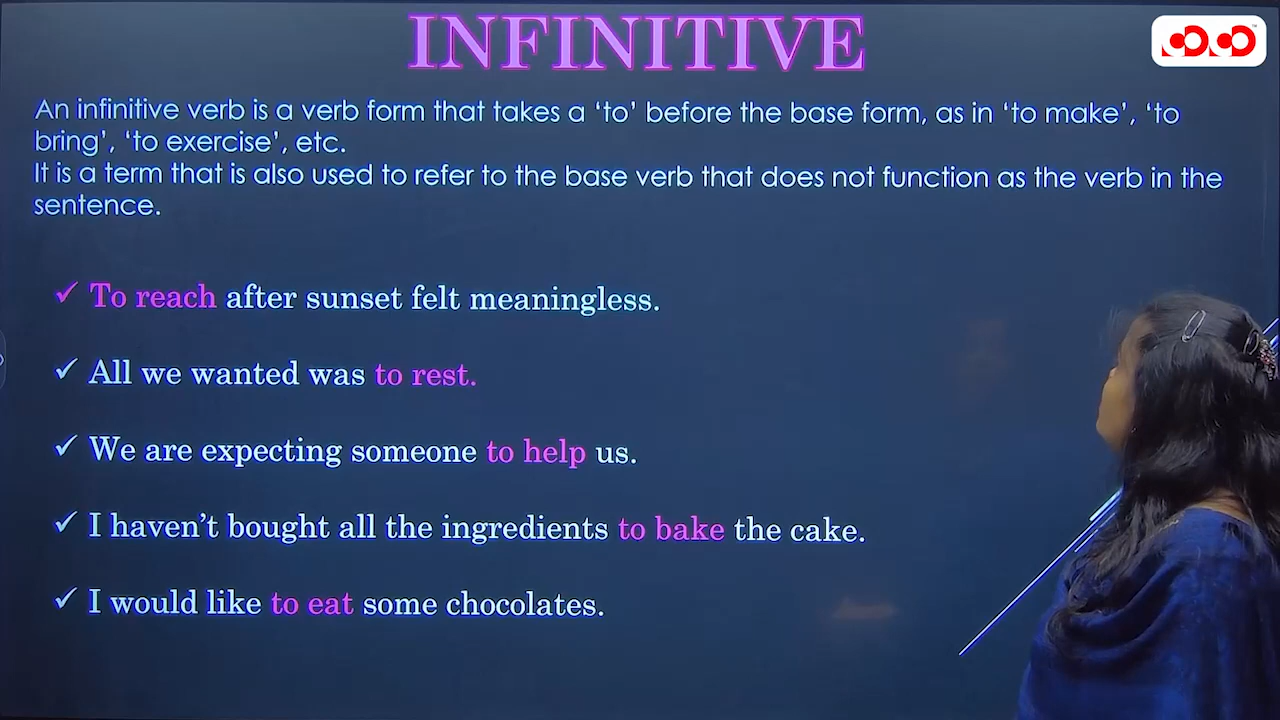 INFINITIVE
An infinitive verb is a verb form that takes a ‘to’ before the base form, as in ‘to make’, ‘to
bring’, ‘to exercise’, etc.
It is a term that is also used to refer to the base verb that does not function as the verb in the
sentence.
✓ To reach after sunset felt meaningless.
✓ All we wanted was to rest.
✓ We are expecting someone to help us.
✓ I haven’t bought all the ingredients to bake the cake.
✓ I would like to eat some chocolates.